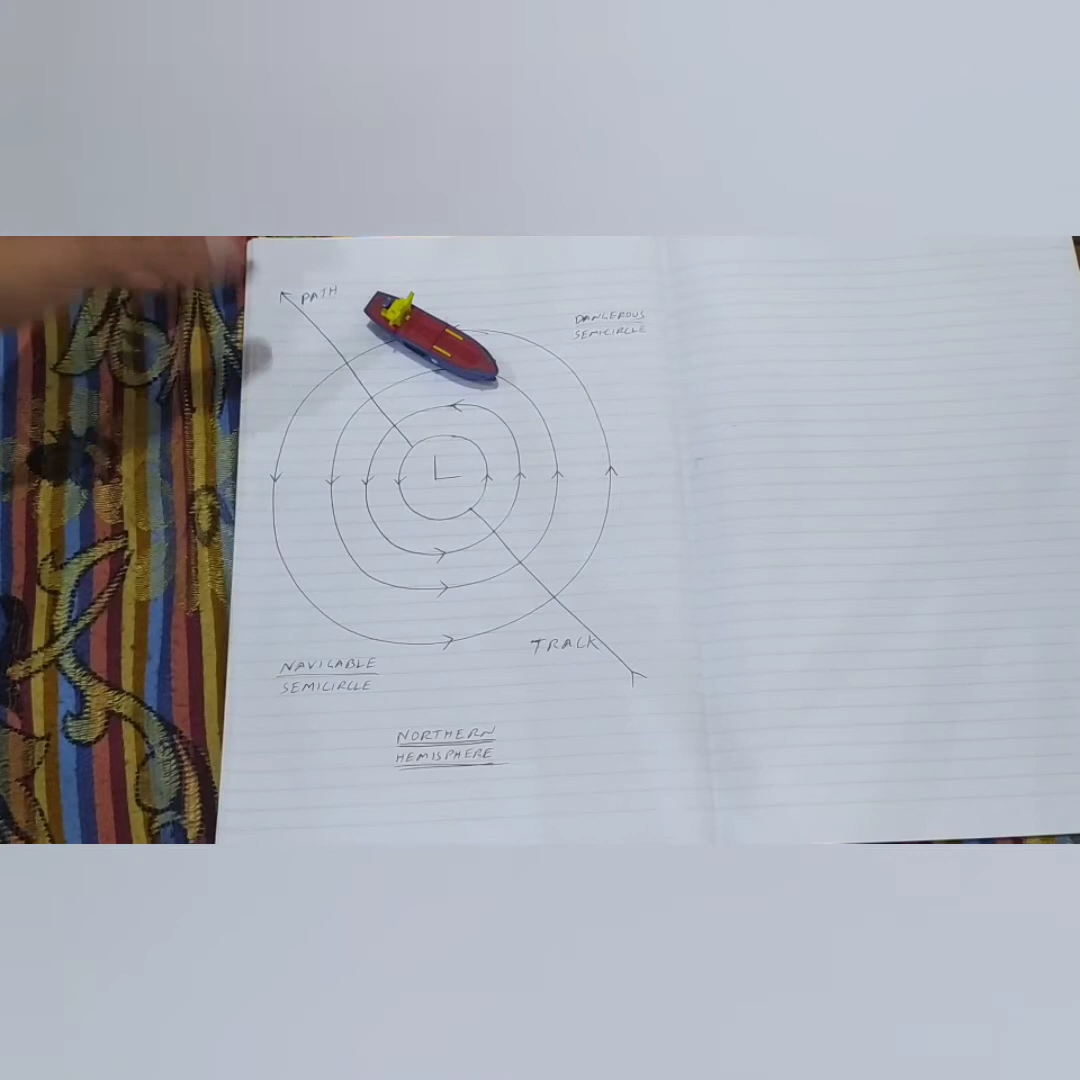 PATH
DANGEROUS
SEMICIRCLE
L
TRACK
NAVIGABLE
SEMICIRCLE
NORTHERN
HEMISPHERE